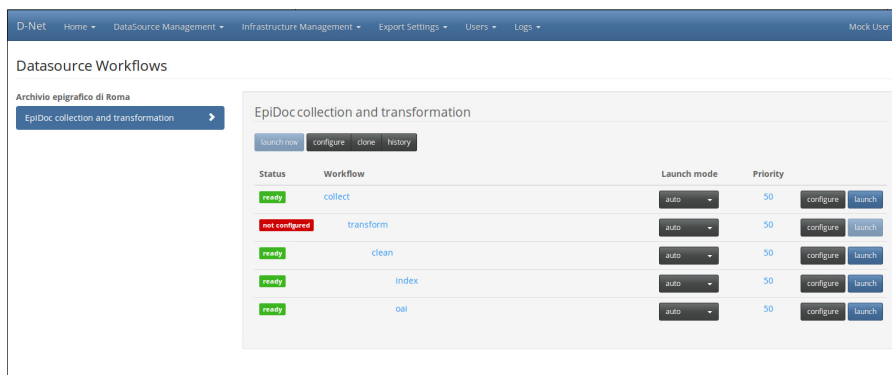 D-Net Home DataSource Management Infrastructure Management Export Settings Users Logs Mock User
Datasource Workflows
Archivio epigrafico di Roma
EpiDoc collection and transformation
EpiDoc collection and transformation
launch now configure clone history
Status Workflow Launch mode Priority
ready collect auto 50 configure launch
not configured transform auto 50 configure launch
ready clean auto 50 configure launch
ready index auto 50 configure launch
ready oai auto 50 configure launch